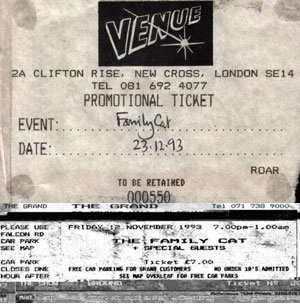 VENUE
2A CLIFTON RISE, NEW CROSS, LONDON SE14
TEL 081 692 4077
PROMOTIONAL TICKET
EVENT: Family Cat
DATE: 23.12.93
ROAR
TO BE RETAINED
000550
The Grand THE GRAND Tel 071 738 9000
PLEASE USE FRIDAY 12 NOVEMBER 1993 7.00pm-1.00am
FALCON RD
CAR PARK THE FAMILY CAT
SEE MAP + SPECIAL GUESTS
CAR PARK Ticket £7.00
CLOSES ONE FREE CAR PARKING FOR GRAND CUSTOMERS NO UNDER 18'S ADMITTED
HOUR AFTER SEE MAP OVERLEAF FOR FREE CAR PARKS
SHOW GROUND Ticket Nº